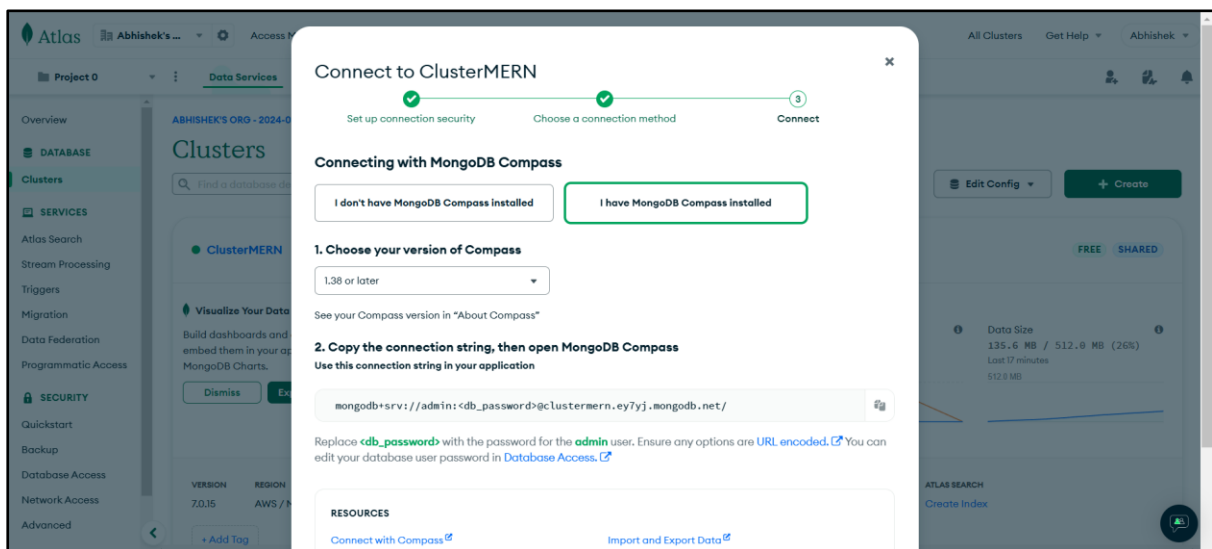 Atlas
Abhishek's ...
Access M
All Clusters
Get Help
Abhishek
Project 0
Data Services
Overview
DATABASE
Clusters
SERVICES
Atlas Search
Stream Processing
Triggers
Migration
Data Federation
Programmatic Access
SECURITY
Quickstart
Backup
Database Access
Network Access
Advanced
ABHISHEK'S ORG - 2024-0
Clusters
Find a database de
Edit Config
+ Create
ClusterMERN
FREE
SHARED
Visualize Your Data
Build dashboards and
embed them in your ap
MongoDB Charts.
Dismiss
Exp
Data Size
135.6 MB / 512.0 MB (26%)
Last 17 minutes
512.0 MB
VERSION
REGION
7.0.15
AWS / M
+ Add Tag
ATLAS SEARCH
Create Index
Connect to ClusterMERN
Set up connection security
Choose a connection method
3
Connect
Connecting with MongoDB Compass
I don't have MongoDB Compass installed
I have MongoDB Compass installed
1. Choose your version of Compass
1.38 or later
See your Compass version in “About Compass”
2. Copy the connection string, then open MongoDB Compass
Use this connection string in your application
mongodb+srv://admin:<db_password>@clustermern.ey7yj.mongodb.net/
Replace <db_password> with the password for the admin user. Ensure any options are URL encoded. You can
edit your database user password in Database Access.
RESOURCES
Connect with Compass
Import and Export Data